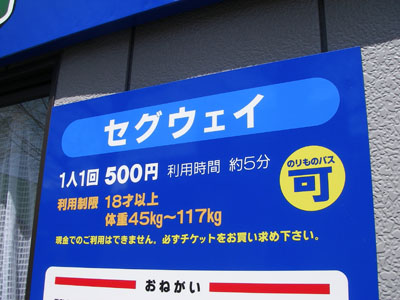 セグウェイ
1人1回 500円 利用時間 約5分
のりものパス
可
利用制限 18才以上
体重45kg〜117kg
現金でのご利用はできません。必ずチケットをお買い求め下さい。
おねがい